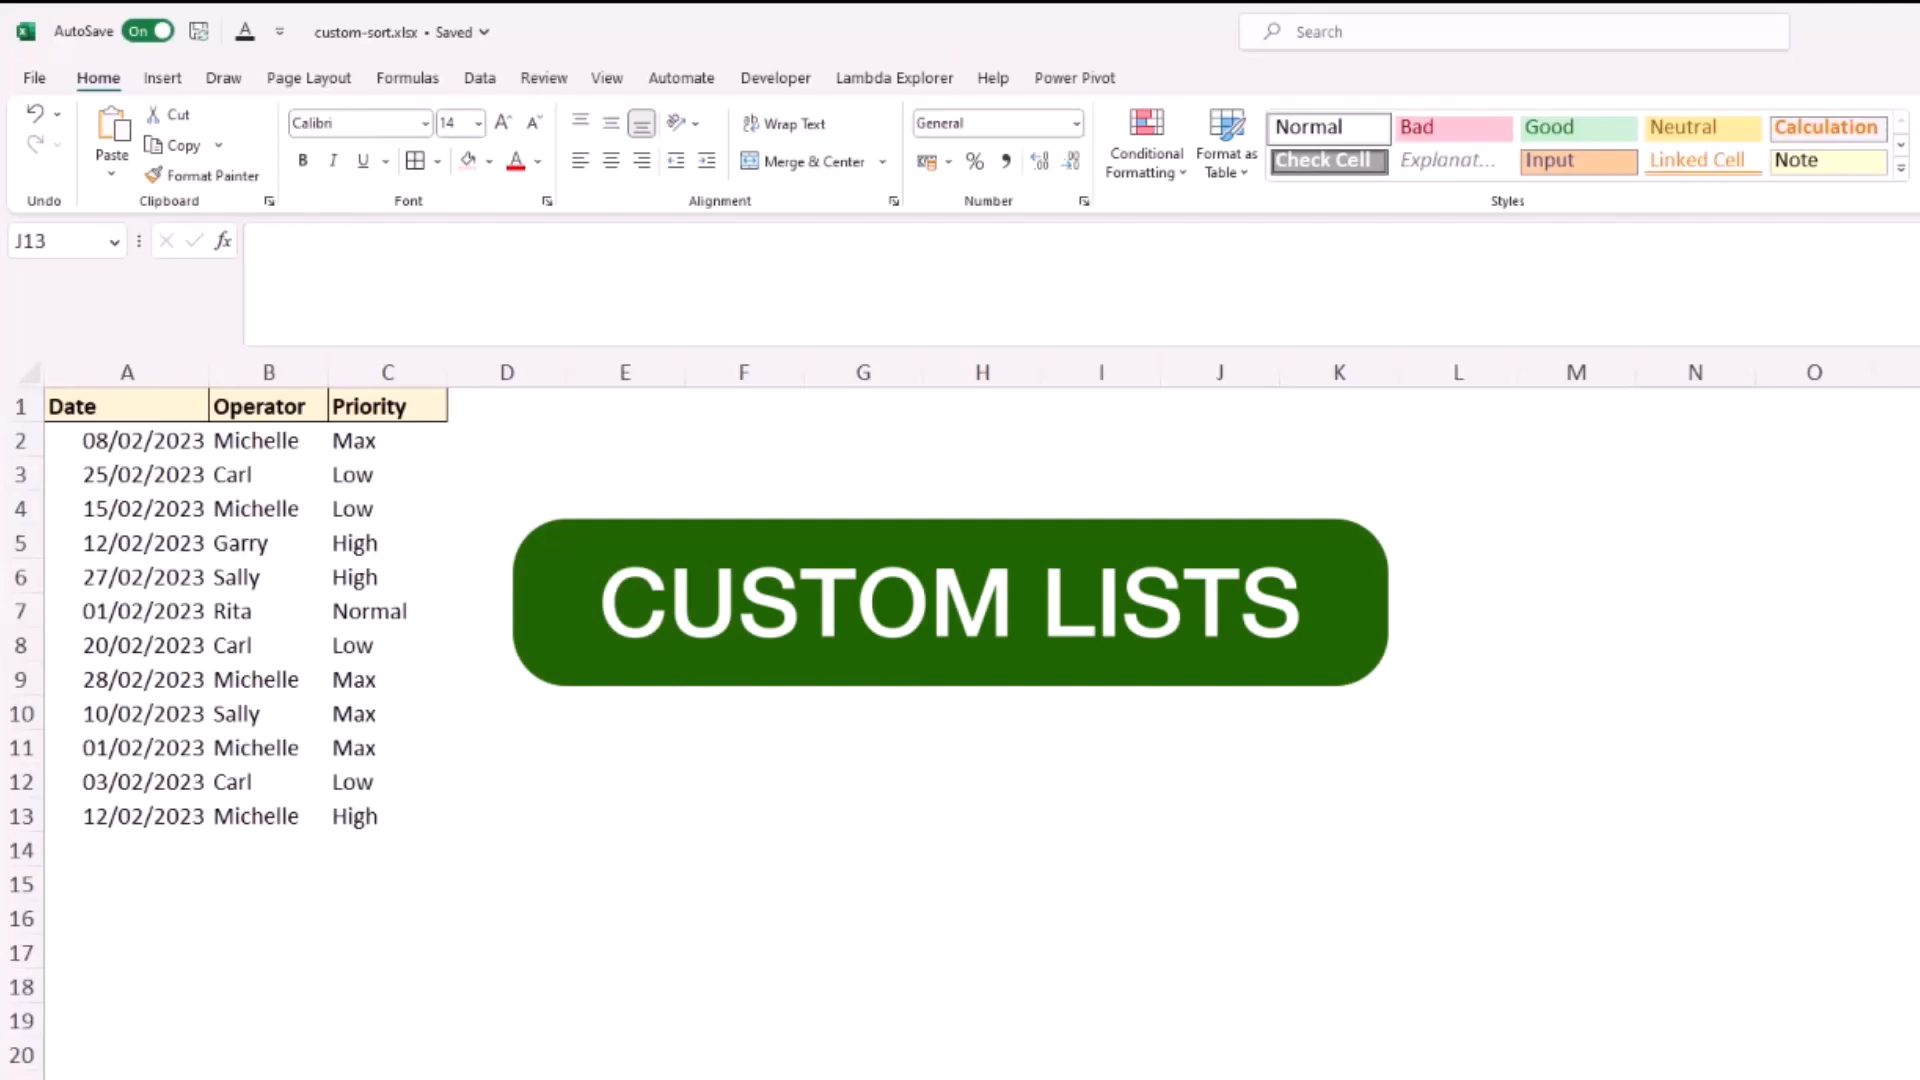 AutoSave On custom-sort.xlsx • Saved Search
File Home Insert Draw Page Layout Formulas Data Review View Automate Developer Lambda Explorer Help Power Pivot
Paste Cut Copy Format Painter
Calibri 14 B I U A
Wrap Text
Merge & Center
General
%
Conditional Formatting
Format as Table
Normal Bad Good Neutral Calculation
Check Cell Explanat... Input Linked Cell Note
Undo Clipboard Font Alignment Number Styles
J13 fx
A B C D E F G H I J K L M N O
1 Date Operator Priority
2 08/02/2023 Michelle Max
3 25/02/2023 Carl Low
4 15/02/2023 Michelle Low
5 12/02/2023 Garry High
6 27/02/2023 Sally High
7 01/02/2023 Rita Normal
8 20/02/2023 Carl Low
9 28/02/2023 Michelle Max
10 10/02/2023 Sally Max
11 01/02/2023 Michelle Max
12 03/02/2023 Carl Low
13 12/02/2023 Michelle High
14
15
16
17
18
19
20
CUSTOM LISTS